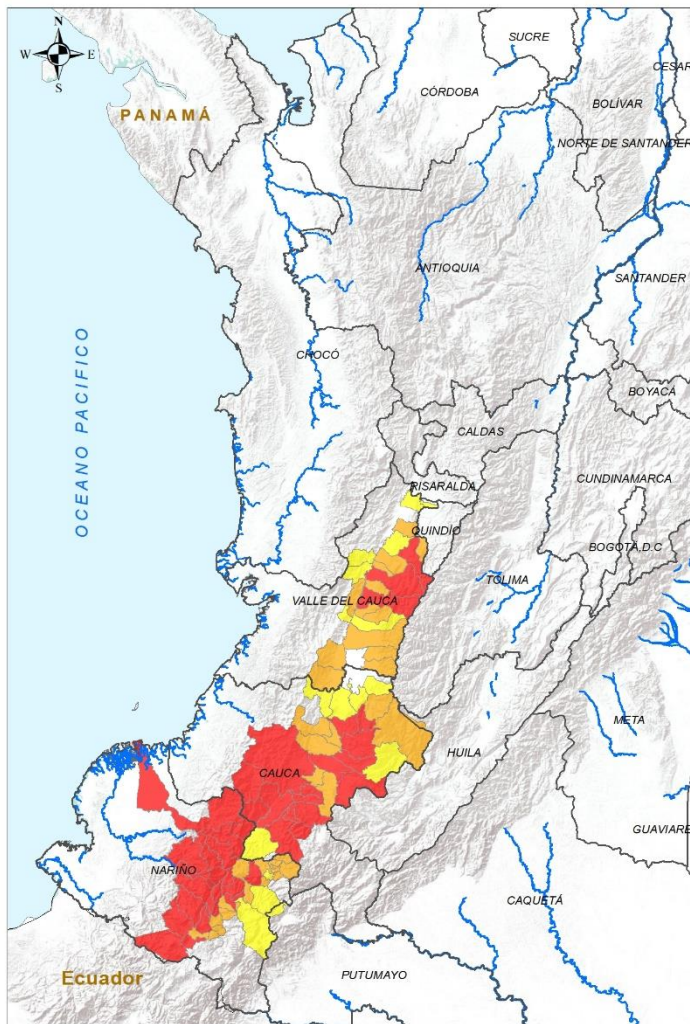 N
W E
S
SUCRE
CESAR
CÓRDOBA
BOLÍVAR
PANAMÁ
NORTE DE SANTANDER
ANTIOQUIA
SANTANDER
OCEANO PACIFICO
CHOCÓ
BOYACÁ
CALDAS
CUNDINAMARCA
RISARALDA
QUINDÍO
BOGOTÁ, D.C
TOLIMA
VALLE DEL CAUCA
META
HUILA
CAUCA
GUAVIARE
NARIÑO
CAQUETÁ
PUTUMAYO
Ecuador